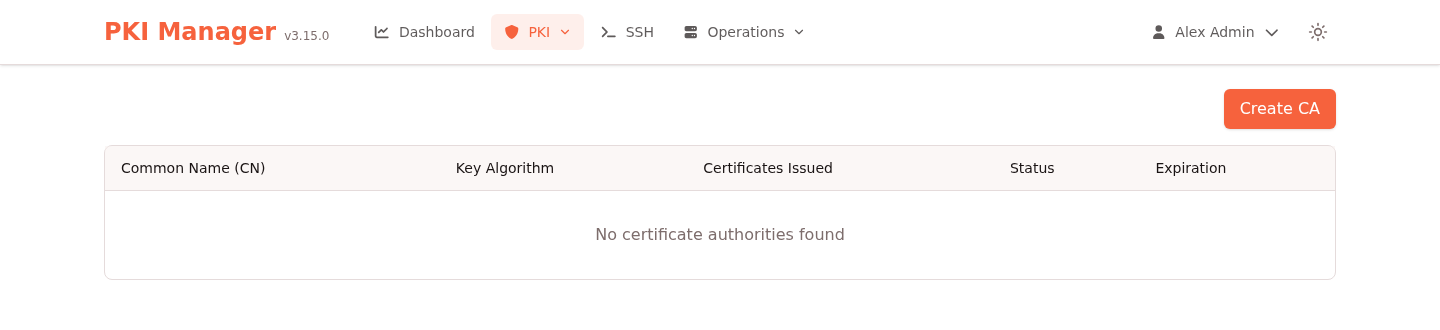 PKI Manager v3.15.0 Dashboard PKI SSH Operations Alex Admin
Create CA
Common Name (CN) Key Algorithm Certificates Issued Status Expiration
No certificate authorities found